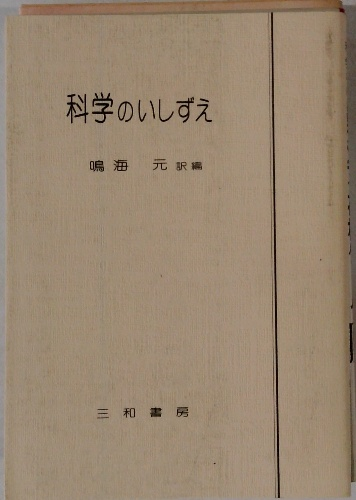 科学のいしずえ
鳴海 元 訳編
三和書房